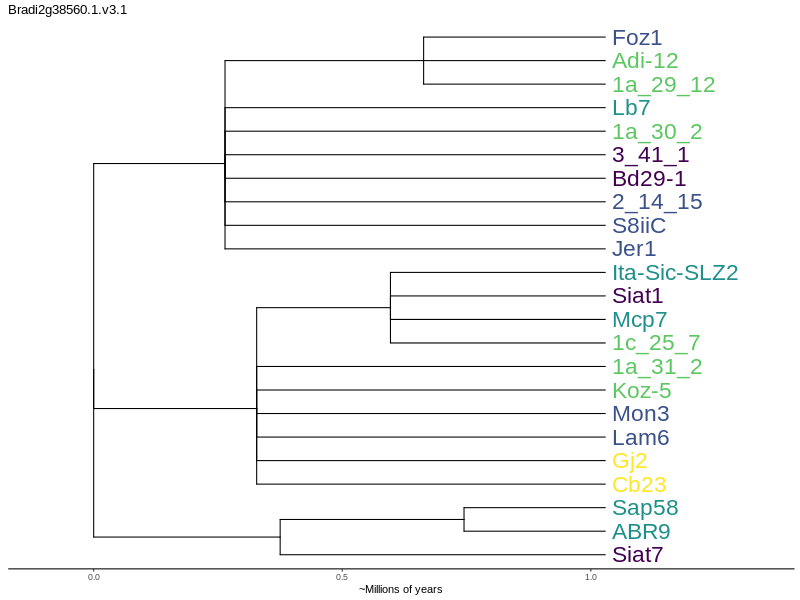 Bradi2g38560.1.v3.1
Foz1
Adi-12
1a_29_12
Lb7
1a_30_2
3_41_1
Bd29-1
2_14_15
S8iiC
Jer1
Ita-Sic-SLZ2
Siat1
Mcp7
1c_25_7
1a_31_2
Koz-5
Mon3
Lam6
Gj2
Cb23
Sap58
ABR9
Siat7
0.0 0.5 1.0
~Millions of years